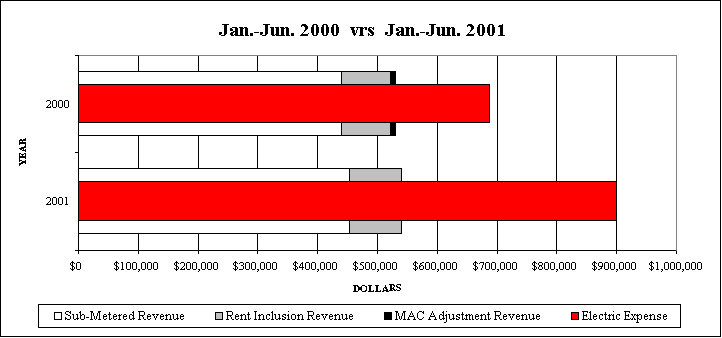 Jan.-Jun. 2000 vrs Jan.-Jun. 2001
YEAR
2000
2001
$0 $100,000 $200,000 $300,000 $400,000 $500,000 $600,000 $700,000 $800,000 $900,000 $1,000,000
DOLLARS
Sub-Metered Revenue Rent Inclusion Revenue MAC Adjustment Revenue Electric Expense